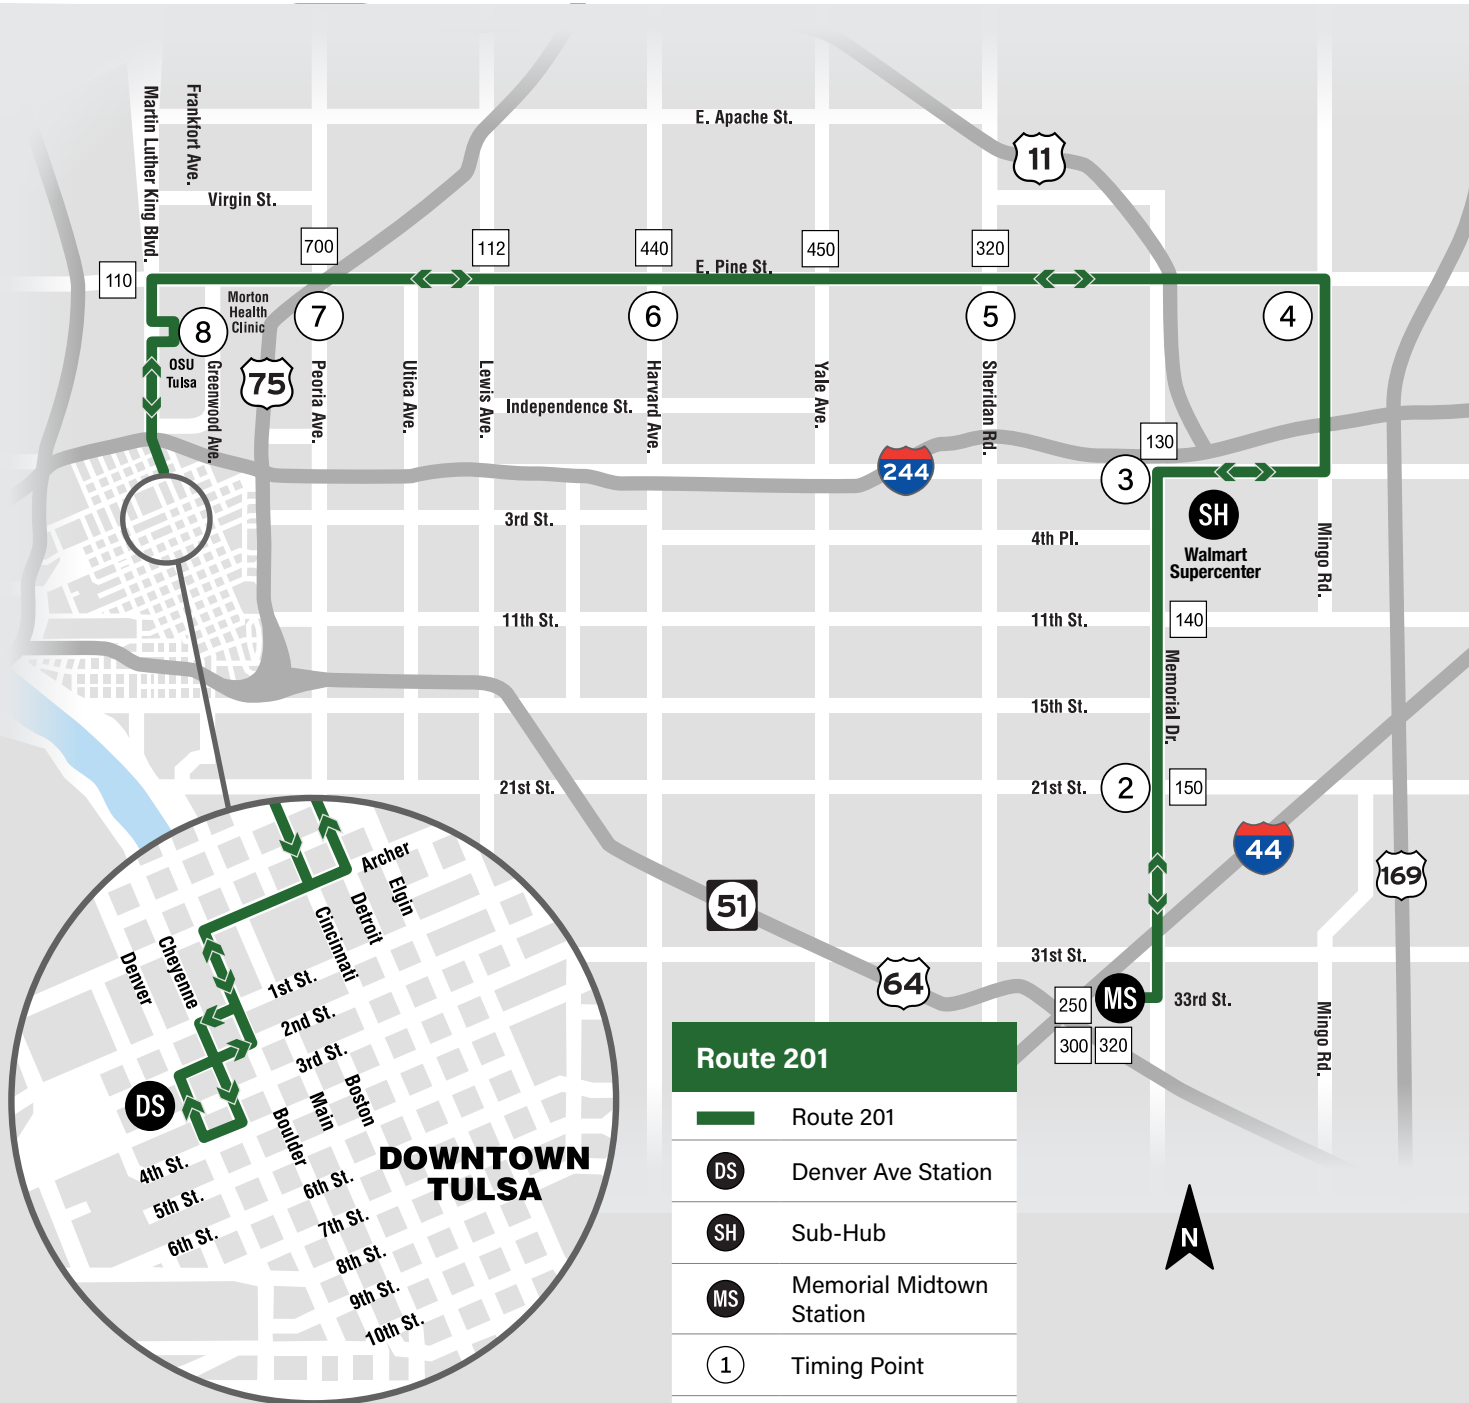 Martin Luther King Blvd.
Frankfort Ave.
E. Apache St.
11
Virgin St.
700
112
440
450
320
110
E. Pine St.
Morton
Health
Clinic
8
7
6
5
4
OSU
Tulsa
Greenwood Ave.
75
Peoria Ave.
Utica Ave.
Lewis Ave.
Independence St.
Harvard Ave.
Yale Ave.
Sheridan Rd.
130
244
3
SH
Walmart
Supercenter
3rd St.
4th Pl.
Mingo Rd.
11th St.
11th St.
140
Memorial Dr.
15th St.
21st St.
21st St.
2
150
44
169
51
31st St.
64
250
MS
33rd St.
300
320
Mingo Rd.
Archer
Elgin
Detroit
Cincinnati
Cheyenne
Denver
1st St.
2nd St.
3rd St.
Boston
Main
Boulder
DS
4th St.
5th St.
6th St.
DOWNTOWN
TULSA
6th St.
7th St.
8th St.
9th St.
10th St.
Route 201
Route 201
DS Denver Ave Station
SH Sub-Hub
MS Memorial Midtown
Station
1 Timing Point
N